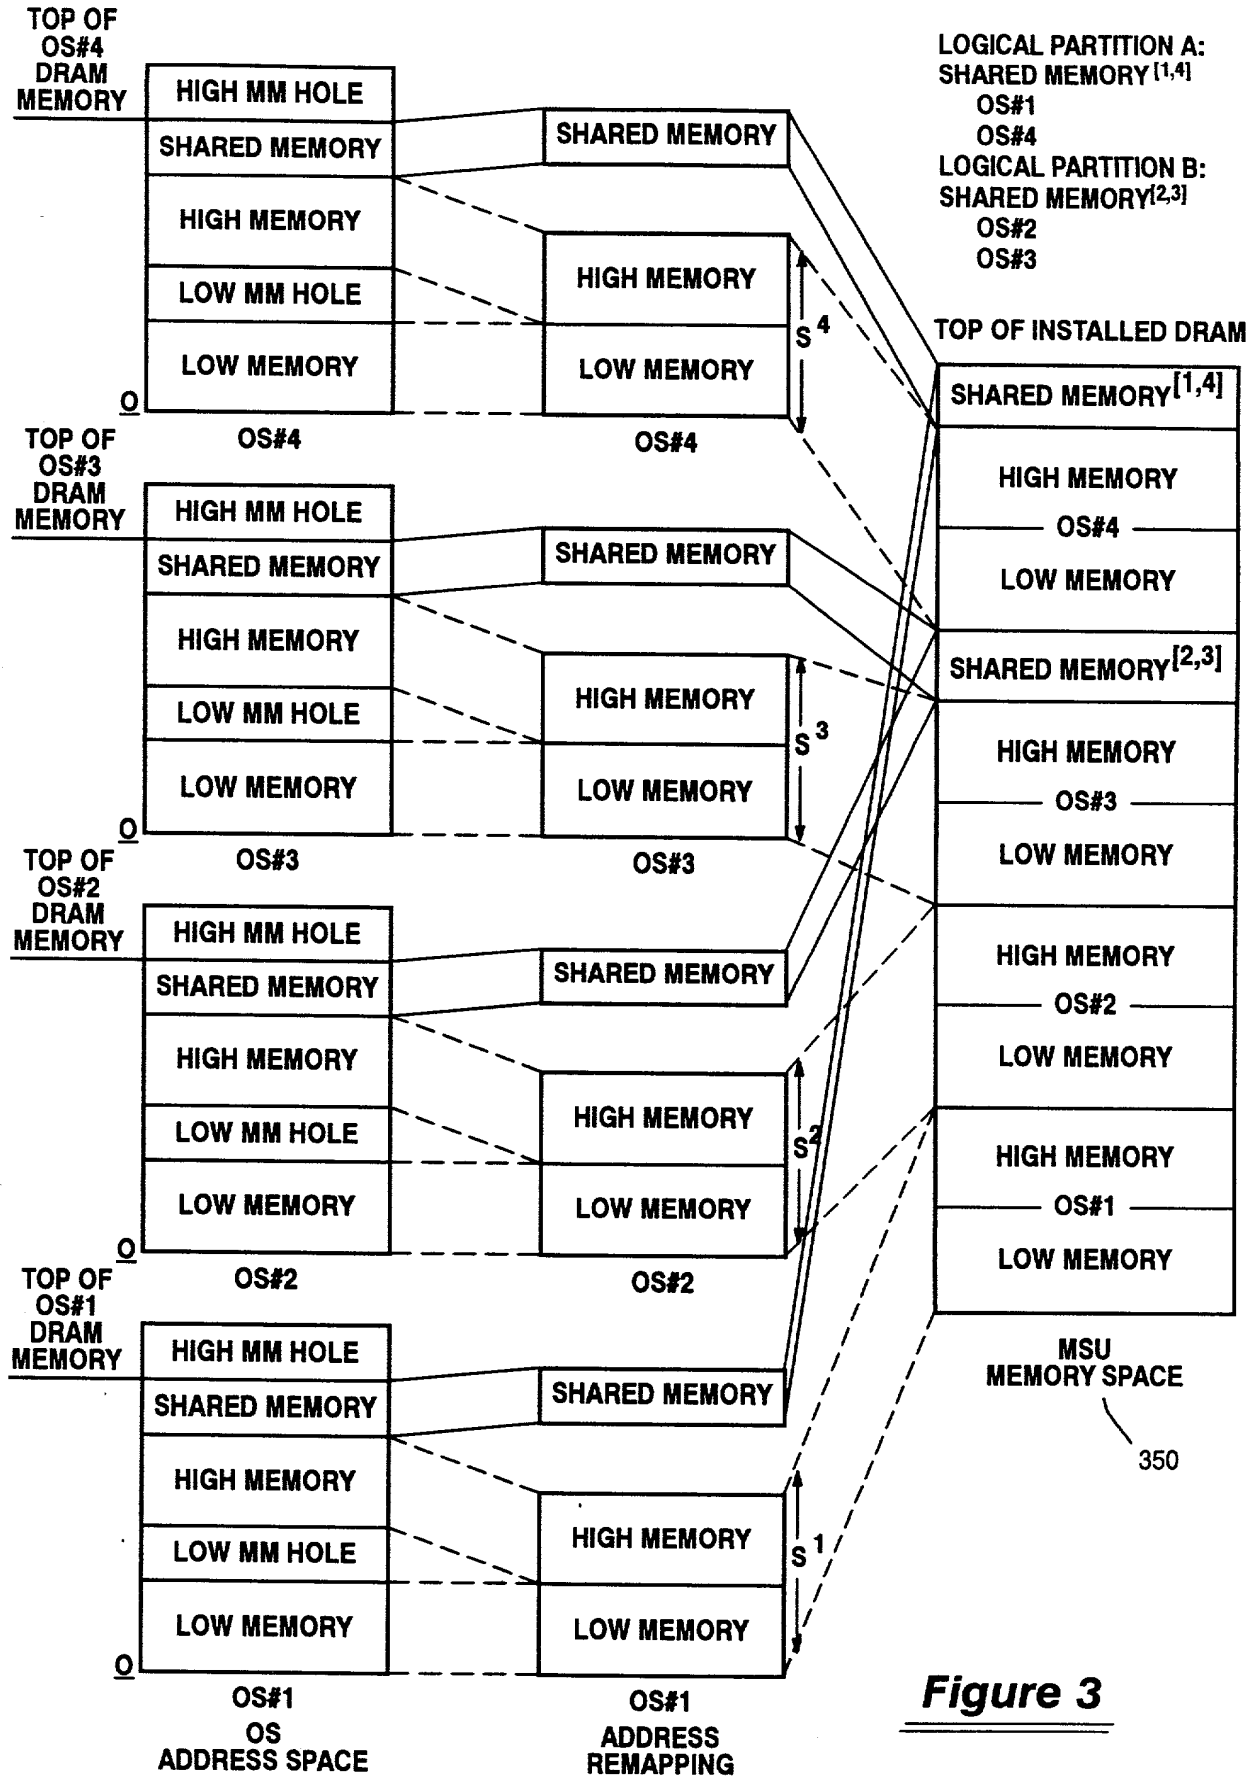 TOP OF
OS#4
DRAM
MEMORY
HIGH MM HOLE
SHARED MEMORY
HIGH MEMORY
LOW MM HOLE
LOW MEMORY
0
OS#4
SHARED MEMORY
HIGH MEMORY
LOW MEMORY
S4
OS#4
TOP OF
OS#3
DRAM
MEMORY
HIGH MM HOLE
SHARED MEMORY
HIGH MEMORY
LOW MM HOLE
LOW MEMORY
0
OS#3
SHARED MEMORY
HIGH MEMORY
LOW MEMORY
S3
OS#3
TOP OF
OS#2
DRAM
MEMORY
HIGH MM HOLE
SHARED MEMORY
HIGH MEMORY
LOW MM HOLE
LOW MEMORY
0
OS#2
SHARED MEMORY
HIGH MEMORY
LOW MEMORY
S2
OS#2
TOP OF
OS#1
DRAM
MEMORY
HIGH MM HOLE
SHARED MEMORY
HIGH MEMORY
LOW MM HOLE
LOW MEMORY
0
OS#1
OS
ADDRESS SPACE
SHARED MEMORY
HIGH MEMORY
LOW MEMORY
S1
OS#1
ADDRESS
REMAPPING
LOGICAL PARTITION A:
SHARED MEMORY[1,4]
OS#1
OS#4
LOGICAL PARTITION B:
SHARED MEMORY[2,3]
OS#2
OS#3
TOP OF INSTALLED DRAM
SHARED MEMORY[1,4]
HIGH MEMORY
OS#4
LOW MEMORY
SHARED MEMORY[2,3]
HIGH MEMORY
OS#3
LOW MEMORY
HIGH MEMORY
OS#2
LOW MEMORY
HIGH MEMORY
OS#1
LOW MEMORY
MSU
MEMORY SPACE
350
Figure 3